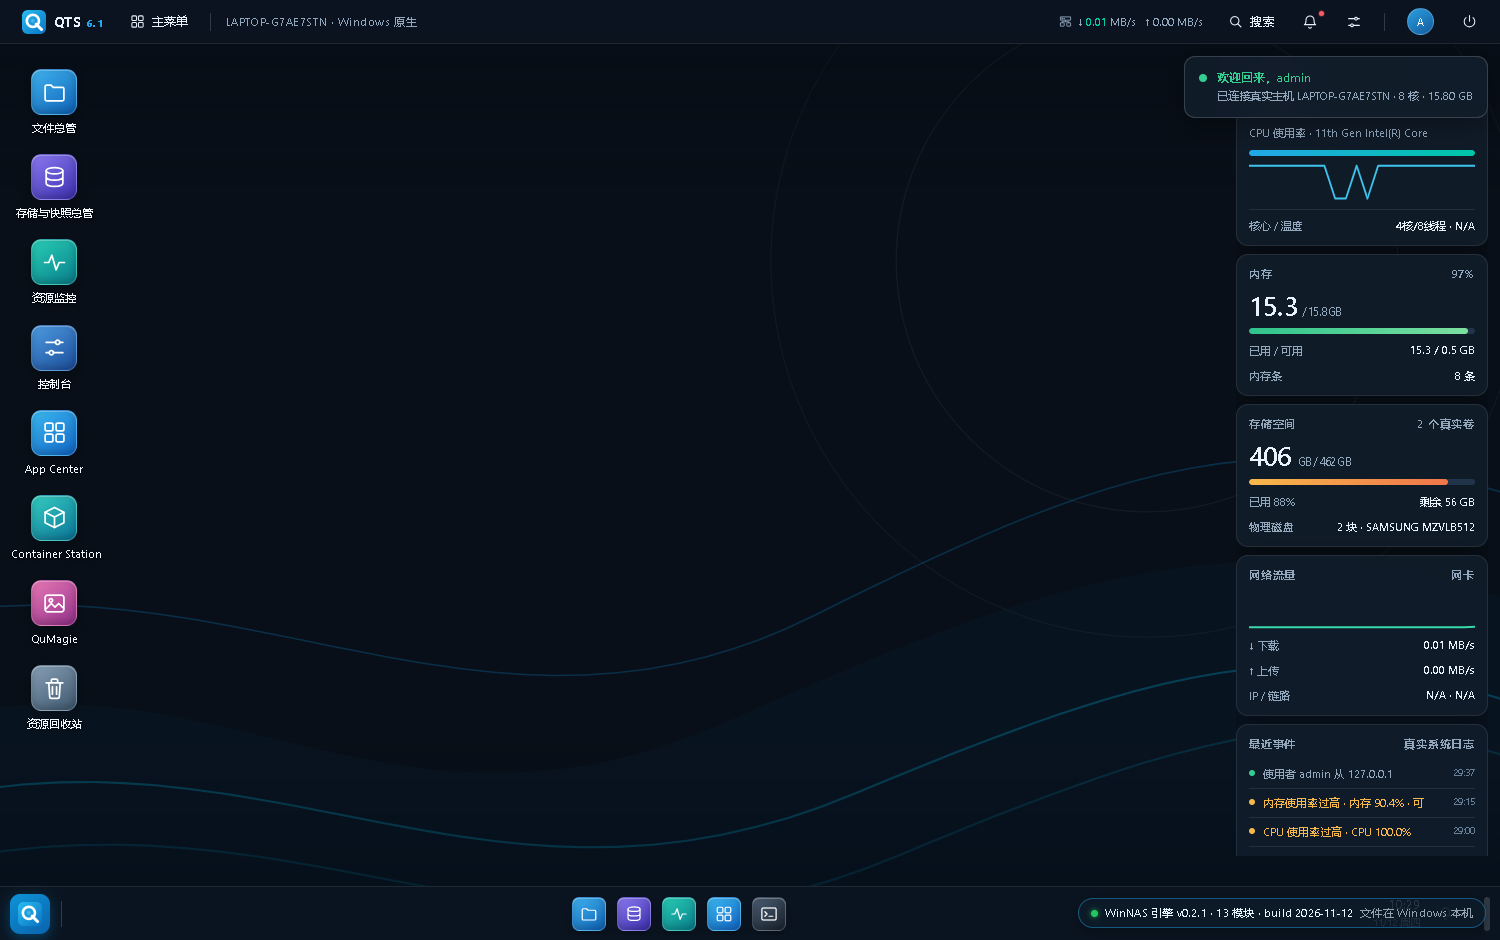 QTS 6.1 主菜单 LAPTOP-G7AE7STN · Windows 原生 ↓0.01 MB/s ↑0.00 MB/s 搜索 A
文件总管
存储与快照总管
资源监控
控制台
App Center
Container Station
QuMagie
资源回收站
欢迎回来，admin
已连接真实主机 LAPTOP-G7AE7STN · 8 核 · 15.80 GB
CPU 使用率 · 11th Gen Intel(R) Core
核心 / 温度 4核/8线程 · N/A
内存 97%
15.3 / 15.8GB
已用 / 可用 15.3 / 0.5 GB
内存条 8 条
存储空间 2 个真实卷
406 GB / 462GB
已用 88% 剩余 56 GB
物理磁盘 2 块 · SAMSUNG MZVLB512
网络流量 网卡
↓ 下载 0.01 MB/s
↑ 上传 0.00 MB/s
IP / 链路 N/A · N/A
最近事件 真实系统日志
使用者 admin 从 127.0.0.1 29:37
内存使用率过高 · 内存 90.4% · 可 29:15
CPU 使用率过高 · CPU 100.0% 29:00
WinNAS 引擎 v0.2.1 · 13 模块 · build 2026-11-12 文件在 Windows 本机